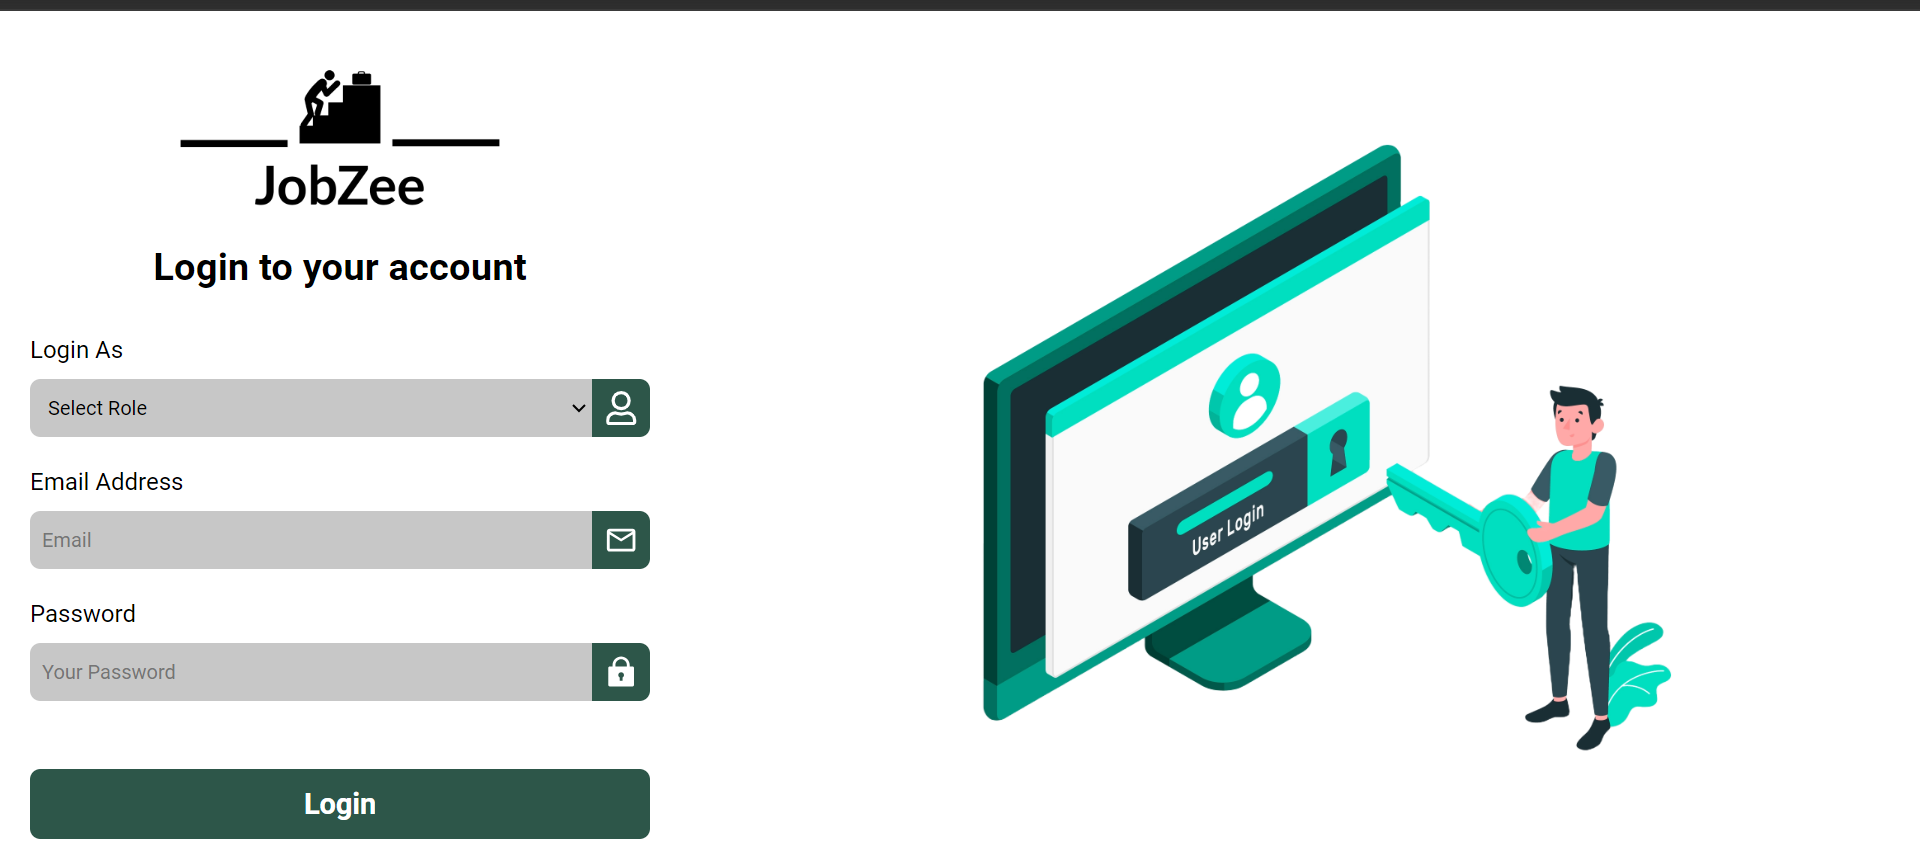 JobZee
Login to your account
Login As
Select Role
Email Address
Email
Password
Your Password
Login
User Login